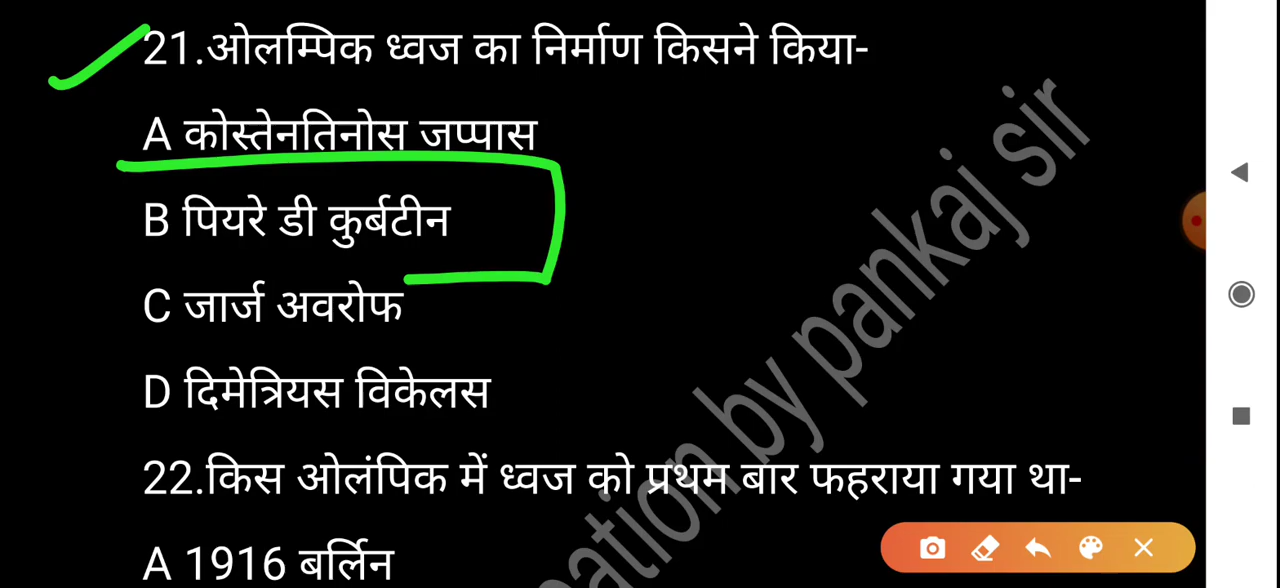 21.ओलम्पिक ध्वज का निर्माण किसने किया-
A कोस्तेनतिनोस जप्पास
B पियरे डी कुर्बटीन
C जार्ज अवरोफ
D दिमेत्रियस विकेलस
22.किस ओलंपिक में ध्वज को प्रथम बार फहराया गया था-
A 1916 बर्लिन
by pankaj sir